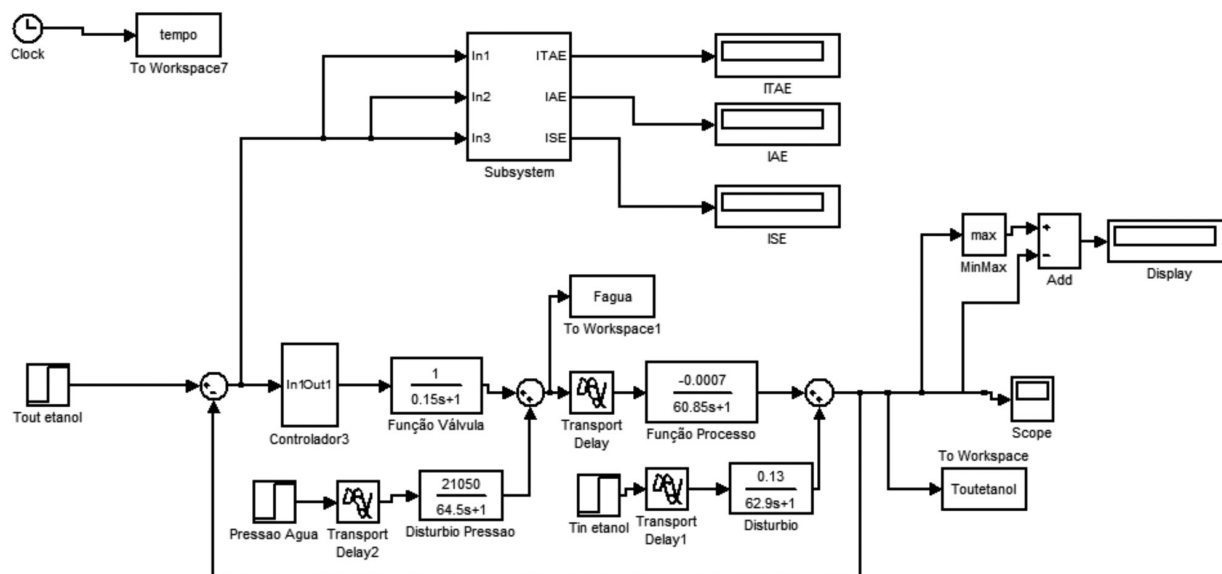 Clock
tempo
To Workspace7
In1
In2
In3
ITAE
IAE
ISE
Subsystem
ITAE
IAE
ISE
max
MinMax
+
−
Add
Display
Fagua
To Workspace1
Tout etanol
+
−
In1Out1
Controlador3
1
0.15s+1
Função Válvula
+
+
Transport
Delay
-0.0007
60.85s+1
Função Processo
+
+
Scope
To Workspace
Toutetanol
Pressao Agua
Transport
Delay2
21050
64.5s+1
Disturbio Pressao
Tin etanol
Transport
Delay1
0.13
62.9s+1
Disturbio